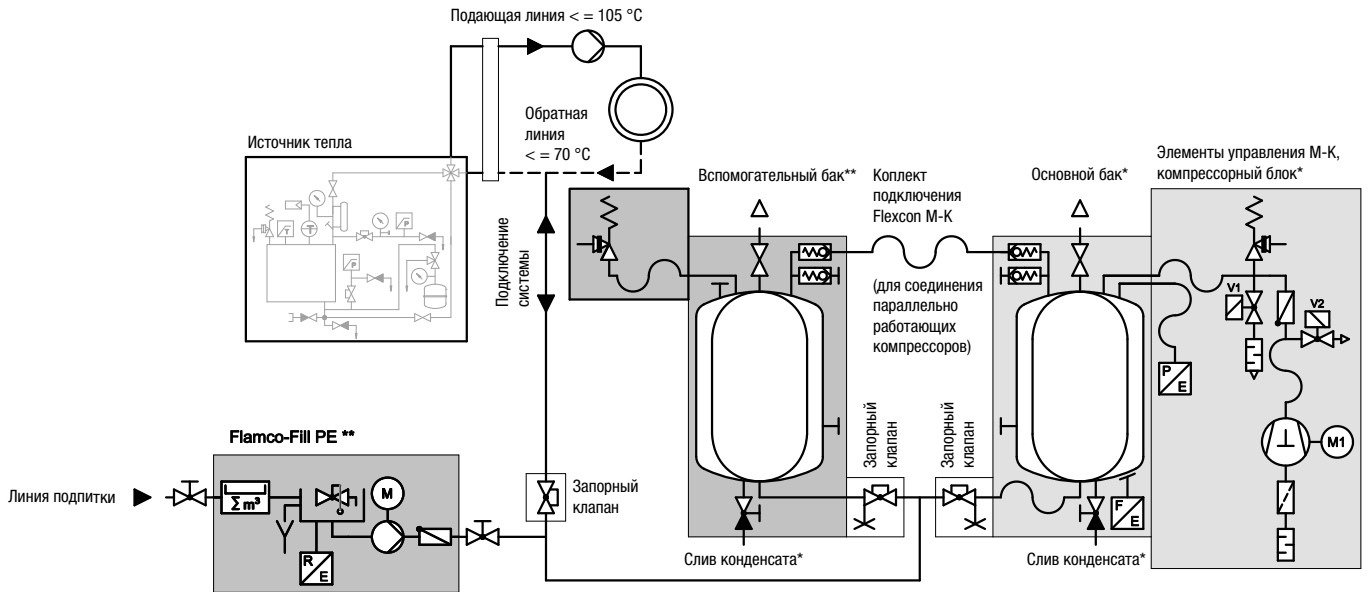 Подающая линия < = 105 °C
Обратная
линия
< = 70 °C
Источник тепла
T
P
P
Подключение
системы
Вспомогательный бак**
Коплект
подключения
Flexcon M-K
(для соединения
параллельно
работающих
компрессоров)
Основной бак*
Элементы управления M-K,
компрессорный блок*
V1
V2
P
E
M1
F
E
Запорный
клапан
Запорный
клапан
Слив конденсата*
Слив конденсата*
Flamco-Fill PE **
Линия подпитки
Σ m³
M
R
E
Запорный
клапан